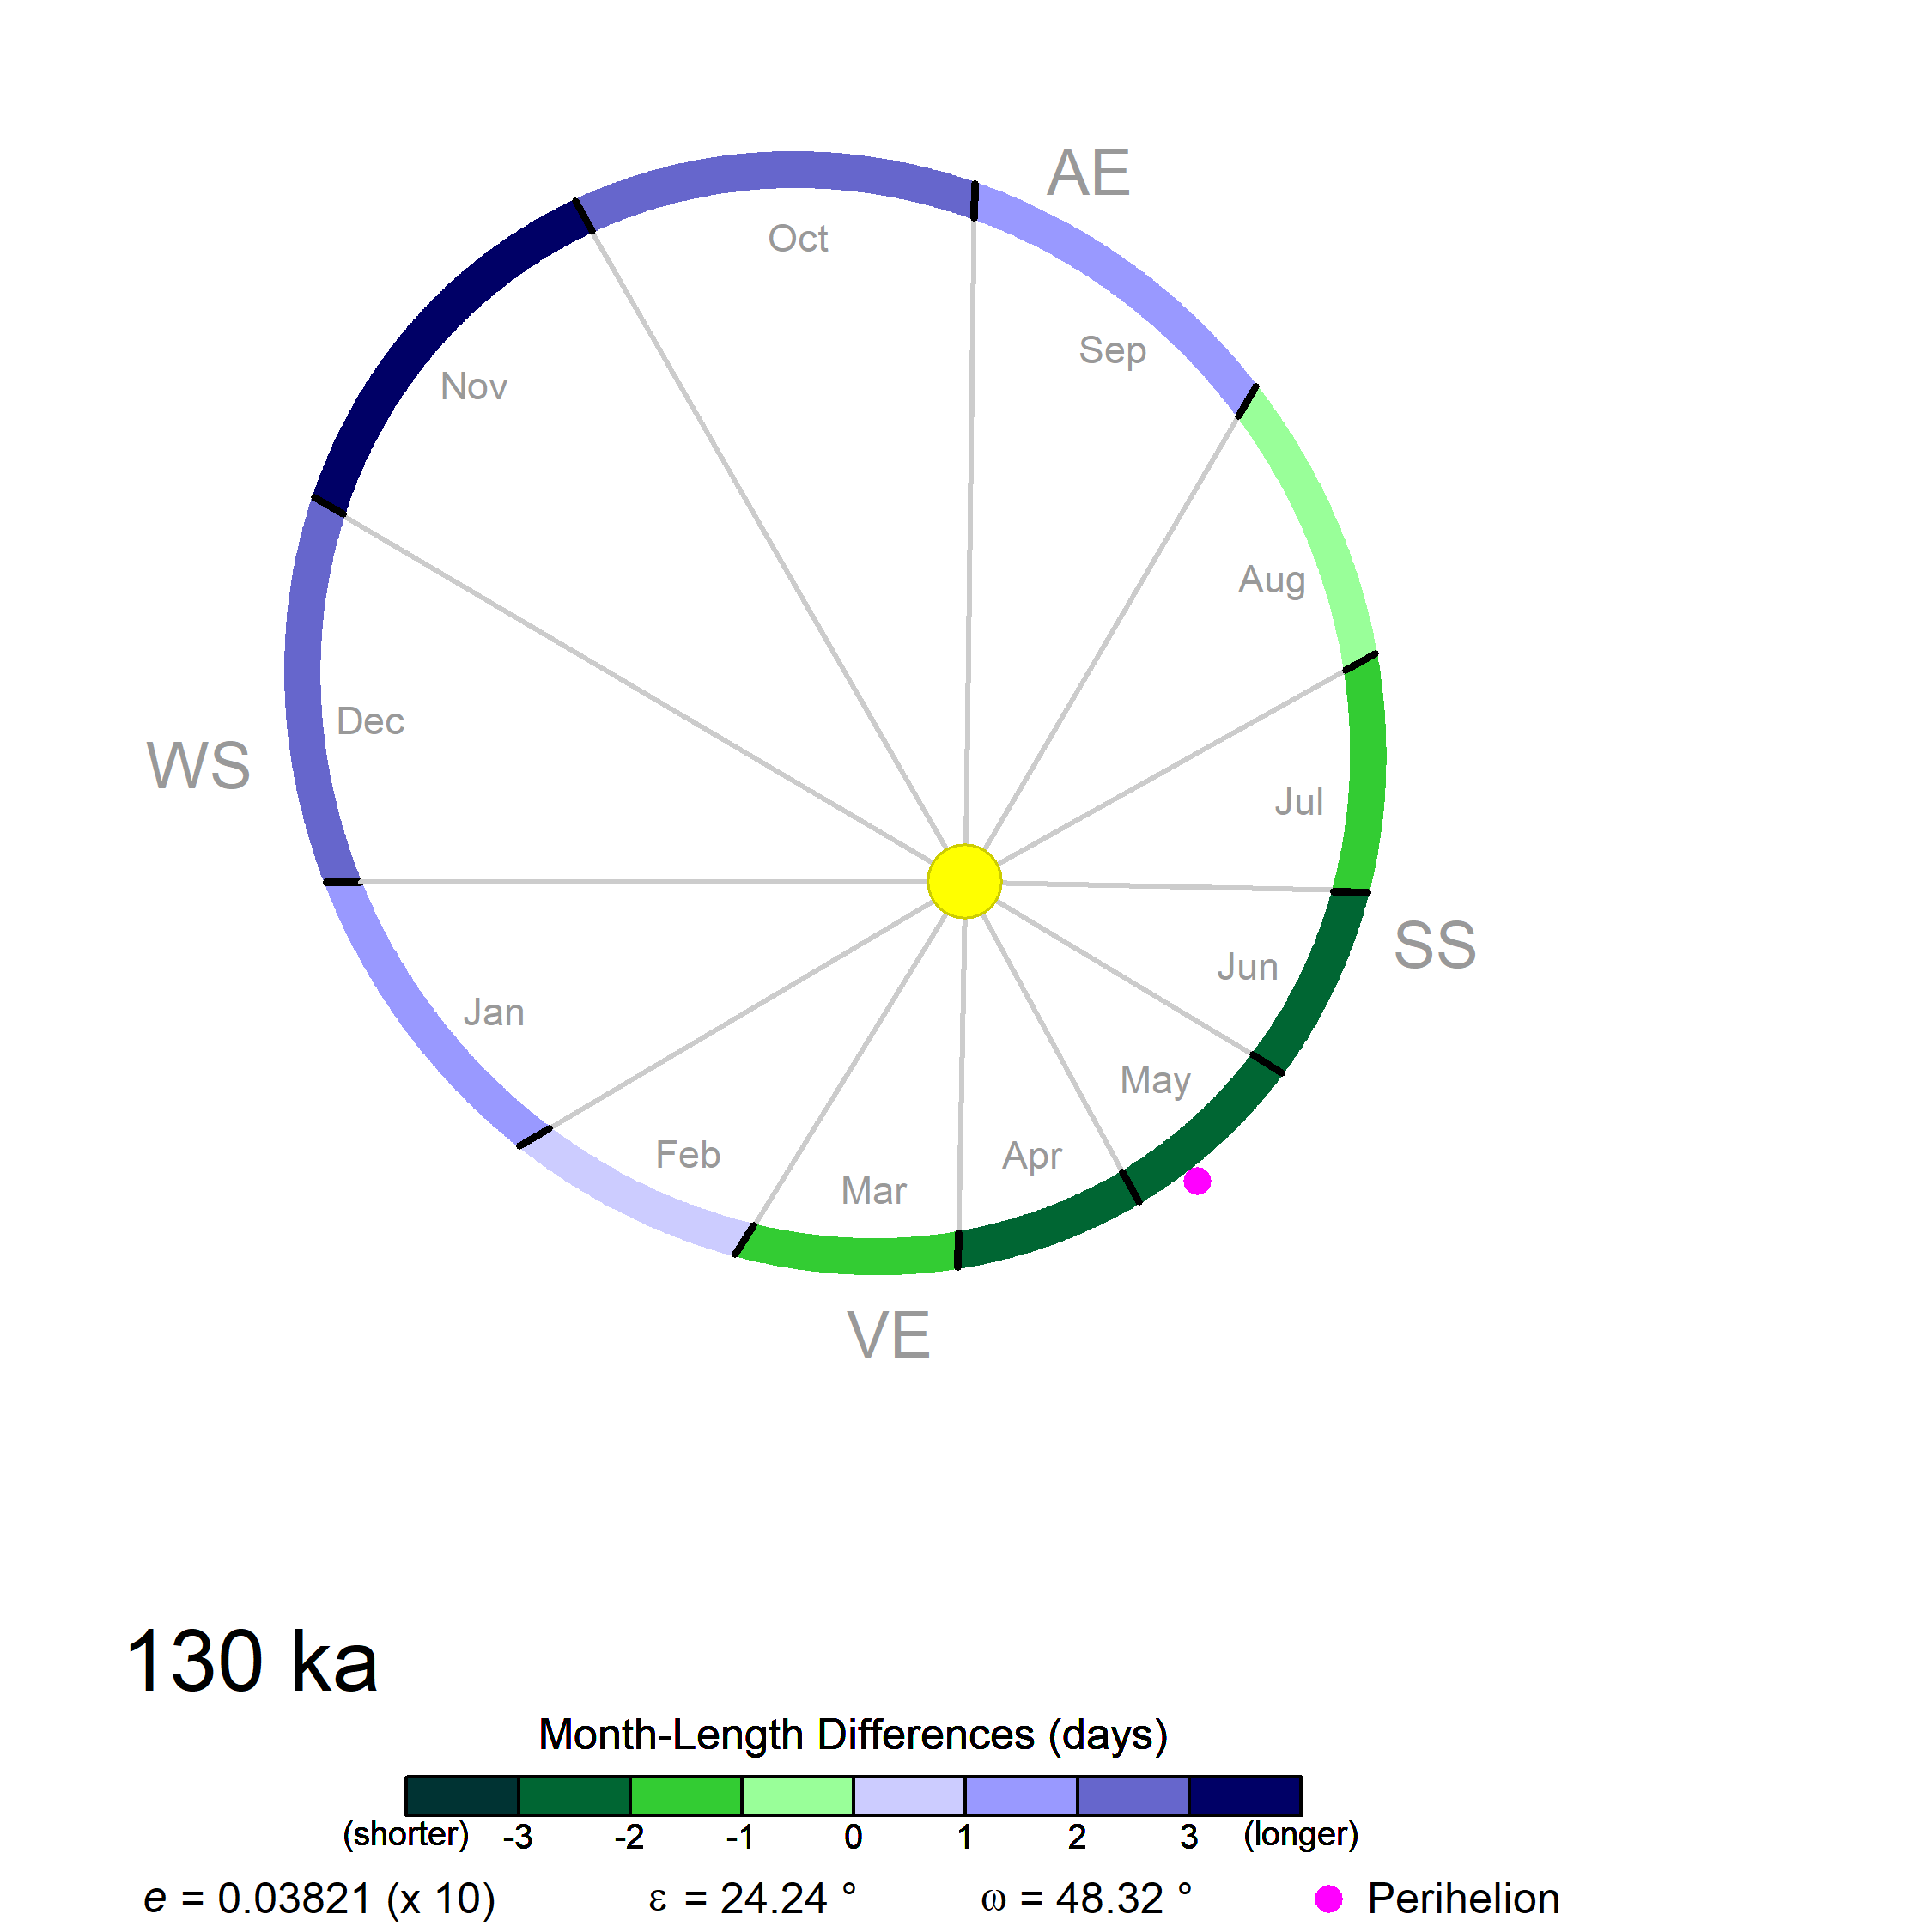 AE
Oct
Sep
Nov
Aug
Dec
WS
Jul
SS
Jun
Jan
May
Feb
Apr
Mar
VE
130 ka
Month-Length Differences (days)
(shorter) -3 -2 -1 0 1 2 3 (longer)
e = 0.03821 (x 10) ε = 24.24 ° ω = 48.32 ° Perihelion